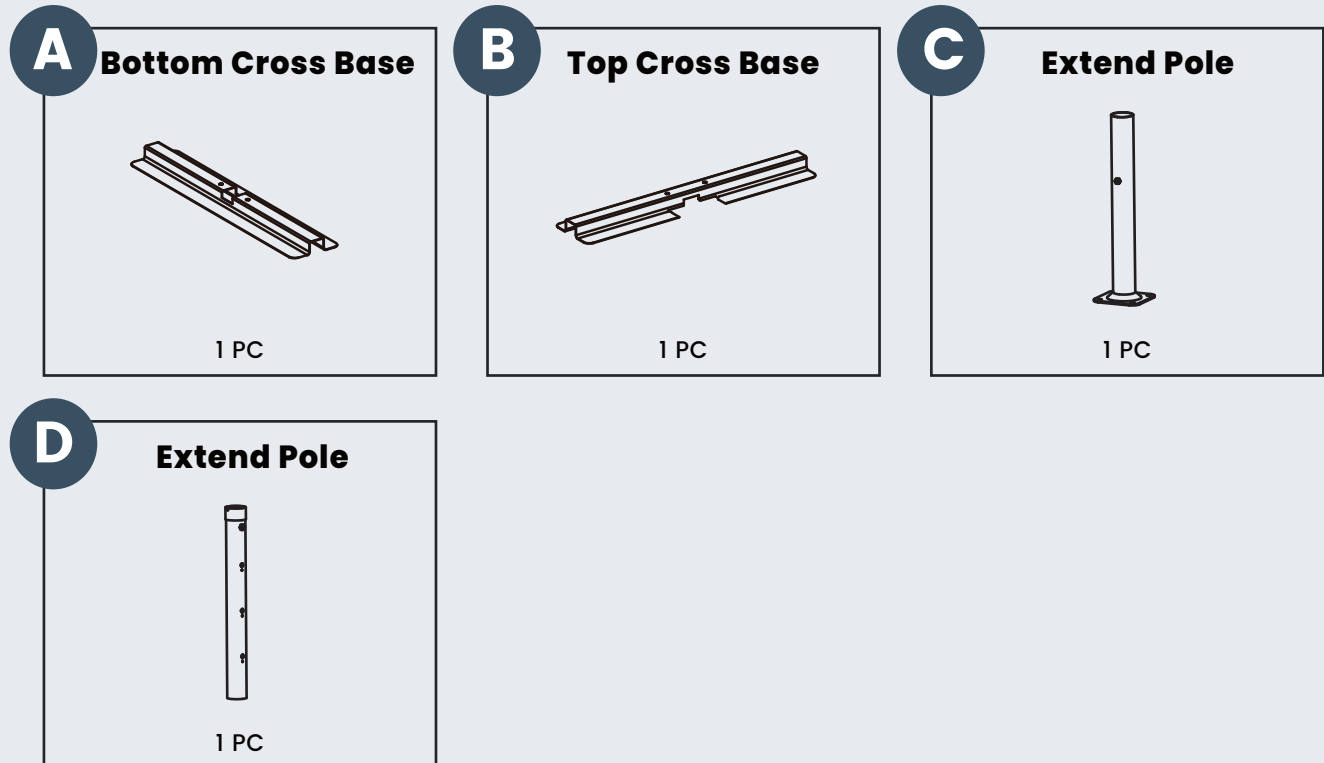 A
Bottom Cross Base
1 PC
B
Top Cross Base
1 PC
C
Extend Pole
1 PC
D
Extend Pole
1 PC